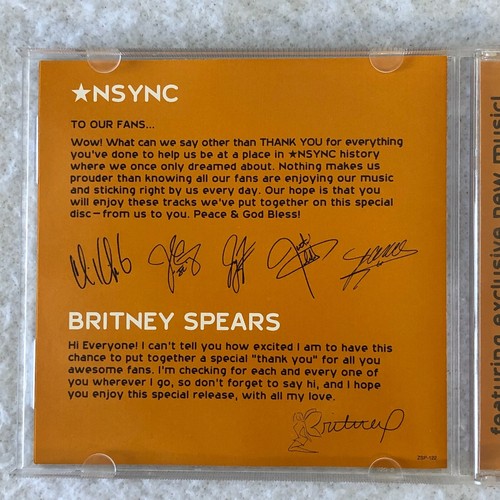 ★NSYNC
TO OUR FANS...
Wow! What can we say other than THANK YOU for everything
you've done to help us be at a place in ★NSYNC history
where we once only dreamed about. Nothing makes us
prouder than knowing all our fans are enjoying our music
and sticking right by us every day. Our hope is that you
will enjoy these tracks we've put together on this special
disc—from us to you. Peace & God Bless!
BRITNEY SPEARS
Hi Everyone! I can't tell you how excited I am to have this
chance to put together a special "thank you" for all you
awesome fans. I'm checking for each and every one of
you wherever I go, so don't forget to say hi, and I hope
you enjoy this special release, with all my love.
Britney
ZSP-102
featuring exclusive new music!